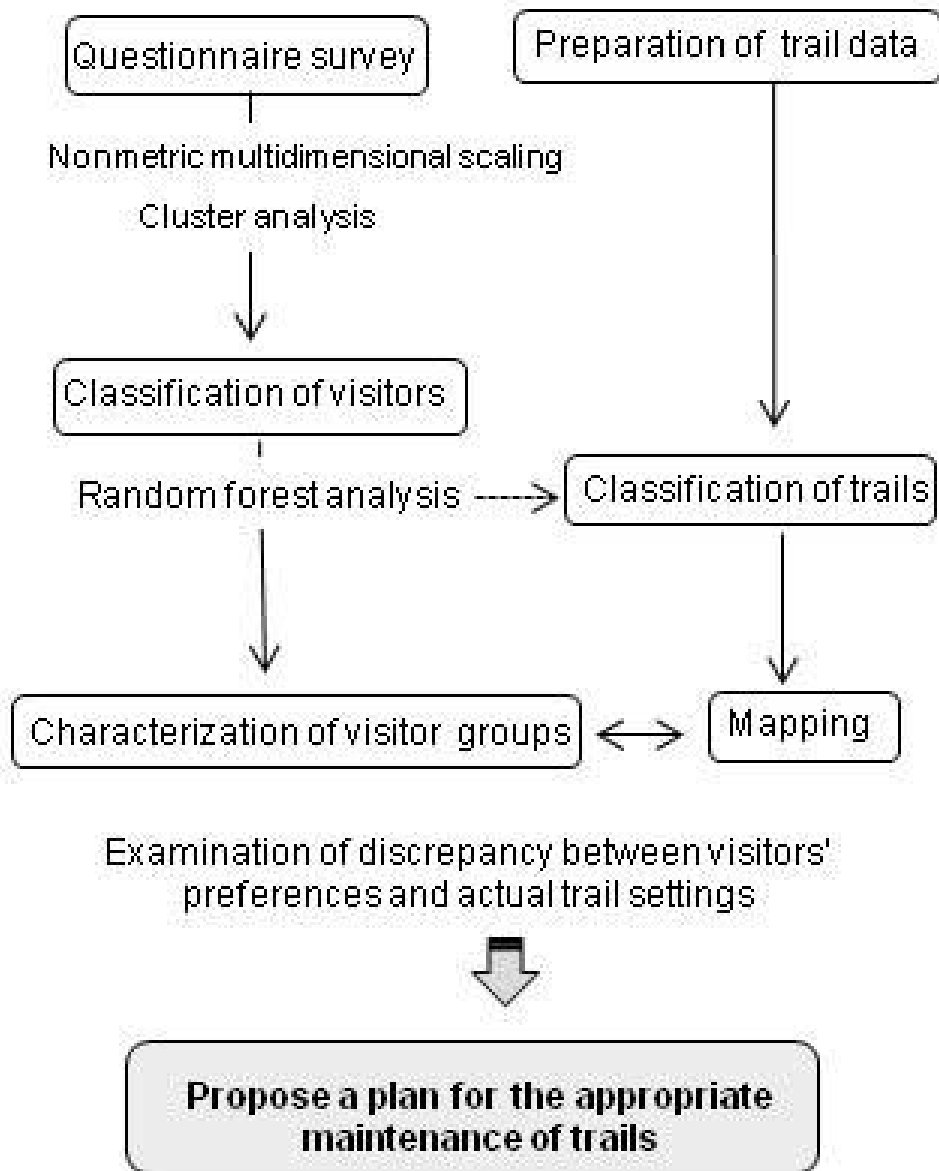 Questionnaire survey
Preparation of trail data
Nonmetric multidimensional scaling
Cluster analysis
Classification of visitors
Random forest analysis
Classification of trails
Characterization of visitor groups
Mapping
Examination of discrepancy between visitors'
preferences and actual trail settings
Propose a plan for the appropriate
maintenance of trails